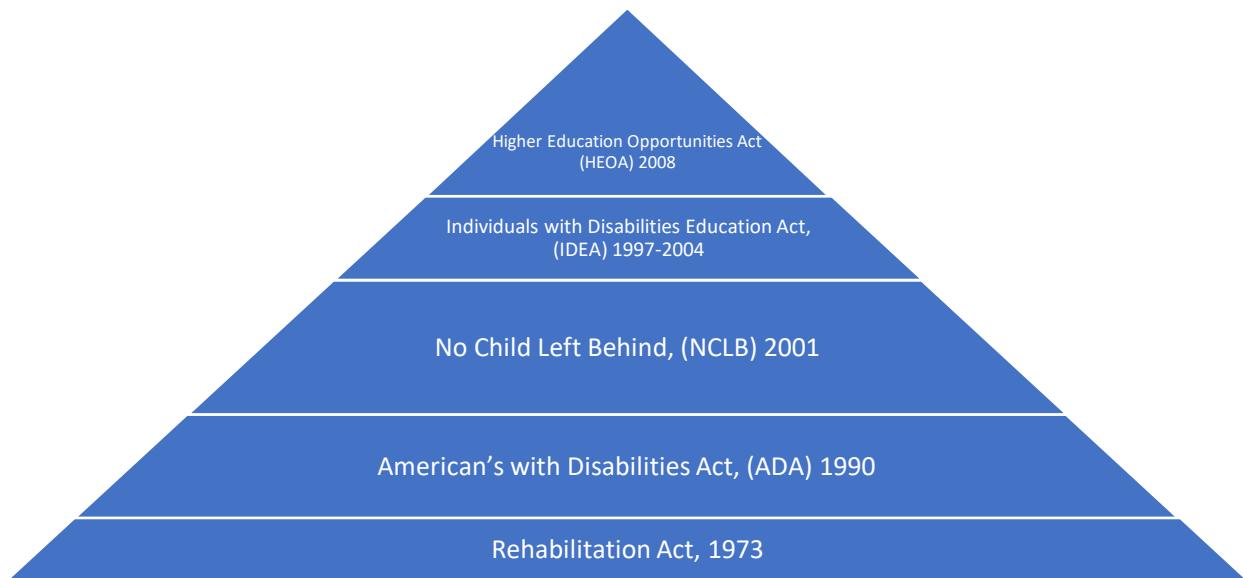 Higher Education Opportunities Act
(HEOA) 2008
Individuals with Disabilities Education Act,
(IDEA) 1997-2004
No Child Left Behind, (NCLB) 2001
American’s with Disabilities Act, (ADA) 1990
Rehabilitation Act, 1973